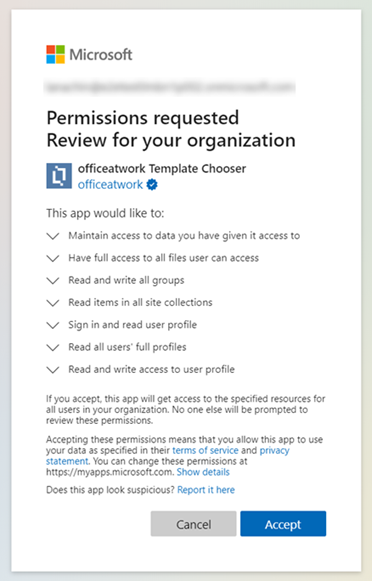 Microsoft
Permissions requested
Review for your organization
officeatwork Template Chooser
officeatwork
This app would like to:
Maintain access to data you have given it access to
Have full access to all files user can access
Read and write all groups
Read items in all site collections
Sign in and read user profile
Read all users' full profiles
Read and write access to user profile
If you accept, this app will get access to the specified resources for
all users in your organization. No one else will be prompted to
review these permissions.
Accepting these permissions means that you allow this app to use
your data as specified in their terms of service and privacy
statement. You can change these permissions at
https://myapps.microsoft.com. Show details
Does this app look suspicious? Report it here
Cancel Accept